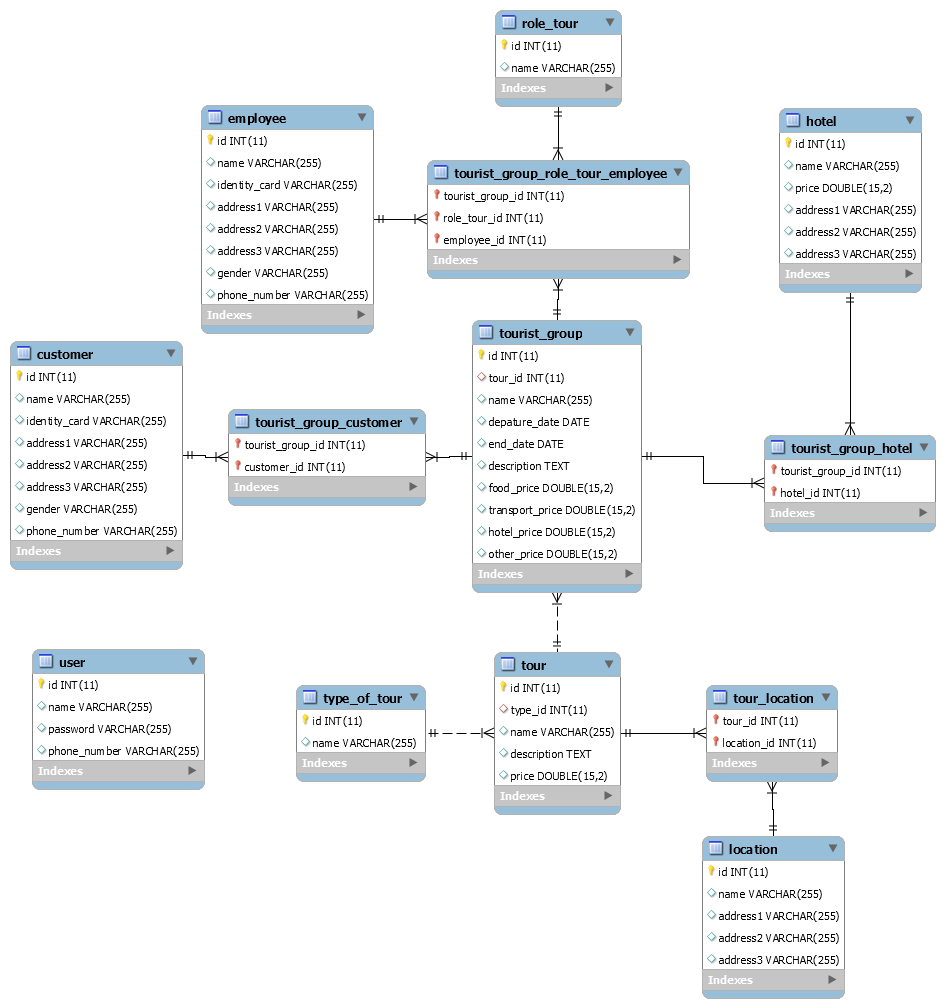 role_tour
id INT(11)
name VARCHAR(255)
Indexes
employee
id INT(11)
name VARCHAR(255)
identity_card VARCHAR(255)
address1 VARCHAR(255)
address2 VARCHAR(255)
address3 VARCHAR(255)
gender VARCHAR(255)
phone_number VARCHAR(255)
Indexes
tourist_group_role_tour_employee
tourist_group_id INT(11)
role_tour_id INT(11)
employee_id INT(11)
Indexes
hotel
id INT(11)
name VARCHAR(255)
price DOUBLE(15,2)
address1 VARCHAR(255)
address2 VARCHAR(255)
address3 VARCHAR(255)
Indexes
customer
id INT(11)
name VARCHAR(255)
identity_card VARCHAR(255)
address1 VARCHAR(255)
address2 VARCHAR(255)
address3 VARCHAR(255)
gender VARCHAR(255)
phone_number VARCHAR(255)
Indexes
tourist_group_customer
tourist_group_id INT(11)
customer_id INT(11)
Indexes
tourist_group
id INT(11)
tour_id INT(11)
name VARCHAR(255)
depature_date DATE
end_date DATE
description TEXT
food_price DOUBLE(15,2)
transport_price DOUBLE(15,2)
hotel_price DOUBLE(15,2)
other_price DOUBLE(15,2)
Indexes
tourist_group_hotel
tourist_group_id INT(11)
hotel_id INT(11)
Indexes
user
id INT(11)
name VARCHAR(255)
password VARCHAR(255)
phone_number VARCHAR(255)
Indexes
type_of_tour
id INT(11)
name VARCHAR(255)
Indexes
tour
id INT(11)
type_id INT(11)
name VARCHAR(255)
description TEXT
price DOUBLE(15,2)
Indexes
tour_location
tour_id INT(11)
location_id INT(11)
Indexes
location
id INT(11)
name VARCHAR(255)
address1 VARCHAR(255)
address2 VARCHAR(255)
address3 VARCHAR(255)
Indexes